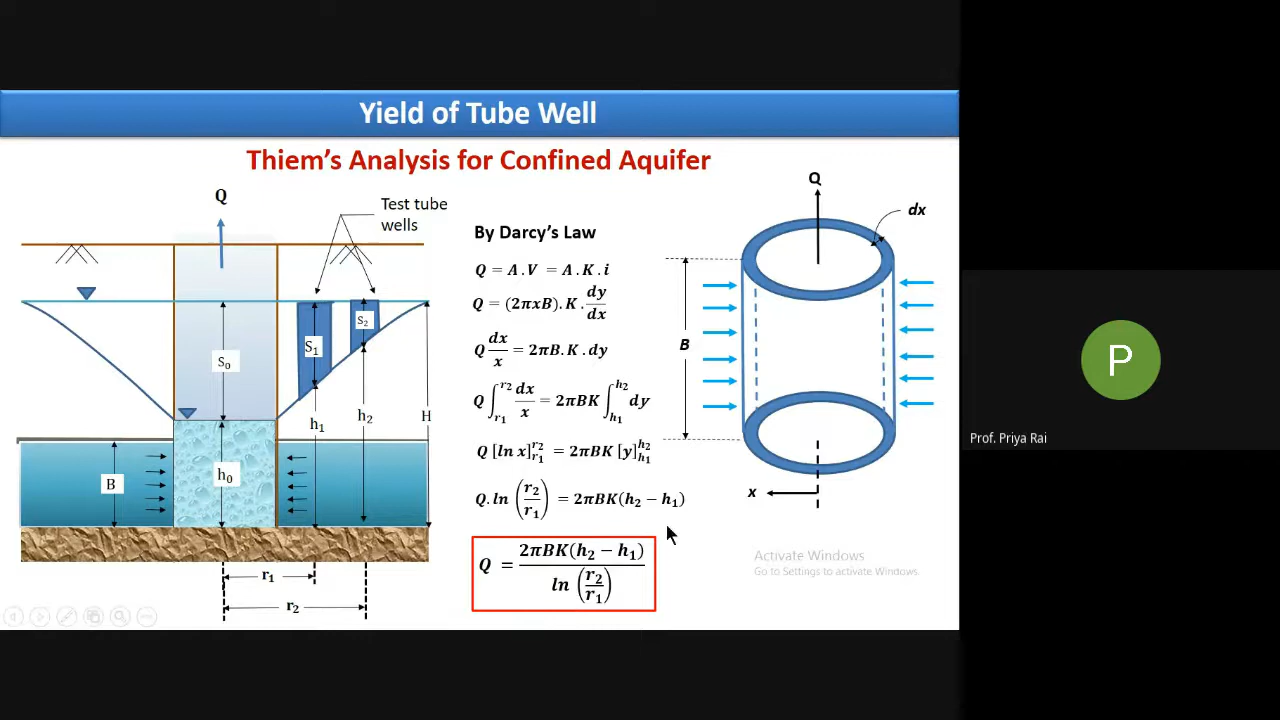 Yield of Tube Well
Thiem's Analysis for Confined Aquifer
Q
Test tube
wells
S₀
S₁
S₂
h₁
h₂
H
B
h₀
r₁
r₂
By Darcy's Law
Q = A . V = A . K . i
Q = (2πxB) . K . dy/dx
Q dx/x = 2πB . K . dy
Q ∫_{r₁}^{r₂} dx/x = 2πBK ∫_{h₁}^{h₂} dy
Q [ln x]_{r₁}^{r₂} = 2πBK [y]_{h₁}^{h₂}
Q. ln (r₂/r₁) = 2πBK(h₂ − h₁)
Q = 2πBK(h₂ − h₁) / ln (r₂/r₁)
Q
dx
B
x
Activate Windows
Go to Settings to activate Windows.
P
Prof. Priya Rai